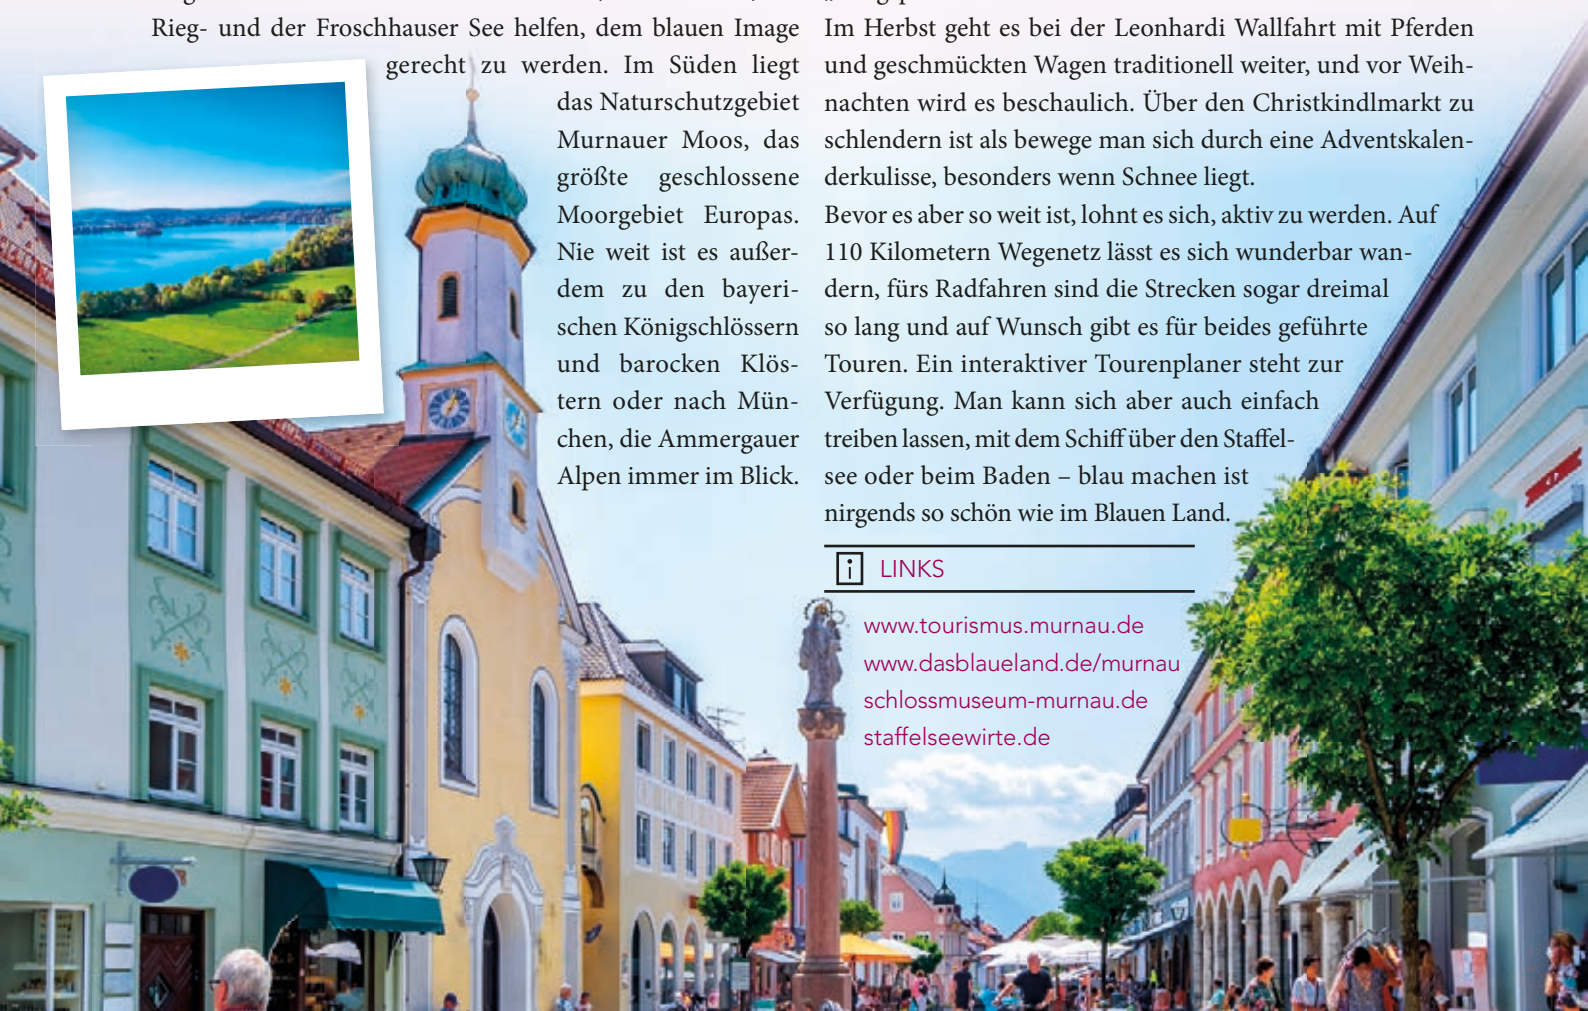 Rieg- und der Froschhauser See helfen, dem blauen Image
gerecht zu werden. Im Süden liegt
das Naturschutzgebiet
Murnauer Moos, das
größte geschlossene
Moorgebiet Europas.
Nie weit ist es außer-
dem zu den bayeri-
schen Königschlössern
und barocken Klös-
tern oder nach Mün-
chen, die Ammergauer
Alpen immer im Blick.
Im Herbst geht es bei der Leonhardi Wallfahrt mit Pferden
und geschmückten Wagen traditionell weiter, und vor Weih-
nachten wird es beschaulich. Über den Christkindlmarkt zu
schlendern ist als bewege man sich durch eine Adventskalen-
derkulisse, besonders wenn Schnee liegt.
Bevor es aber so weit ist, lohnt es sich, aktiv zu werden. Auf
110 Kilometern Wegenetz lässt es sich wunderbar wan-
dern, fürs Radfahren sind die Strecken sogar dreimal
so lang und auf Wunsch gibt es für beides geführte
Touren. Ein interaktiver Tourenplaner steht zur
Verfügung. Man kann sich aber auch einfach
treiben lassen, mit dem Schiff über den Staffel-
see oder beim Baden – blau machen ist
nirgends so schön wie im Blauen Land.
i LINKS
www.tourismus.murnau.de
www.dasblaueland.de/murnau
schlossmuseum-murnau.de
staffelseewirte.de